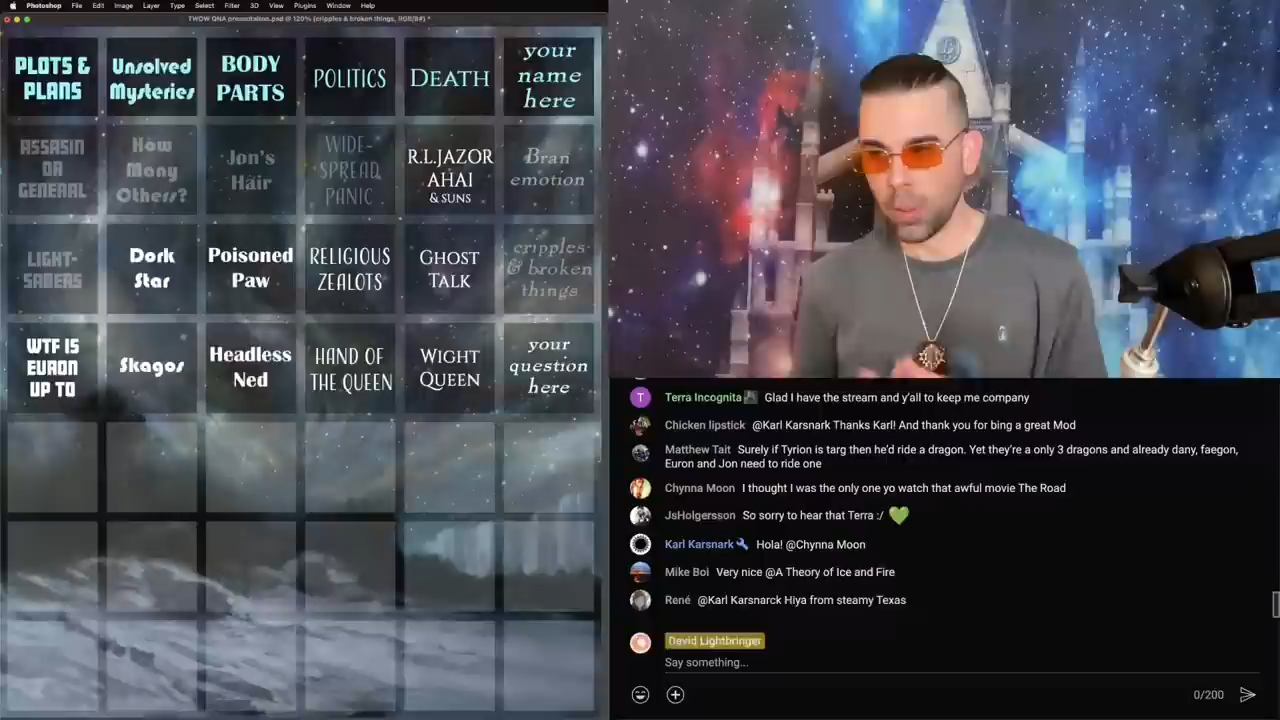 Photoshop File Edit Image Layer Type Select Filter 3D View Plugins Window Help
TWOW QNA presentation.psd @ 120% (cripples & broken things, RGB/8#) *
PLOTS &
PLANS
Unsolved
Mysteries
BODY
PARTS
POLITICS
DEATH
your
name
here
ASSASIN
OR
GENERAL
How
Many
Others?
Jon's
Hair
WIDE-
SPREAD
PANIC
R.L.JAZOR
AHAI
& SUNS
Bran
emotion
LIGHT-
SABERS
Dork
Star
Poisoned
Paw
RELIGIOUS
ZEALOTS
GHOST
TALK
cripples
& broken
things
WTF IS
EURON
UP TO
Skagos
Headless
Ned
HAND OF
THE QUEEN
WIGHT
QUEEN
your
question
here
Terra Incognita Glad I have the stream and y'all to keep me company
Chicken lipstick @Karl Karsnark Thanks Karl! And thank you for bing a great Mod
Matthew Tait Surely if Tyrion is targ then he'd ride a dragon. Yet they're a only 3 dragons and already dany, faegon,
Euron and Jon need to ride one
Chynna Moon I thought I was the only one yo watch that awful movie The Road
JsHolgersson So sorry to hear that Terra :/ 💚
Karl Karsnark Hola! @Chynna Moon
Mike Boi Very nice @A Theory of Ice and Fire
René @Karl Karsnarck Hiya from steamy Texas
David Lightbringer
Say something...
0/200